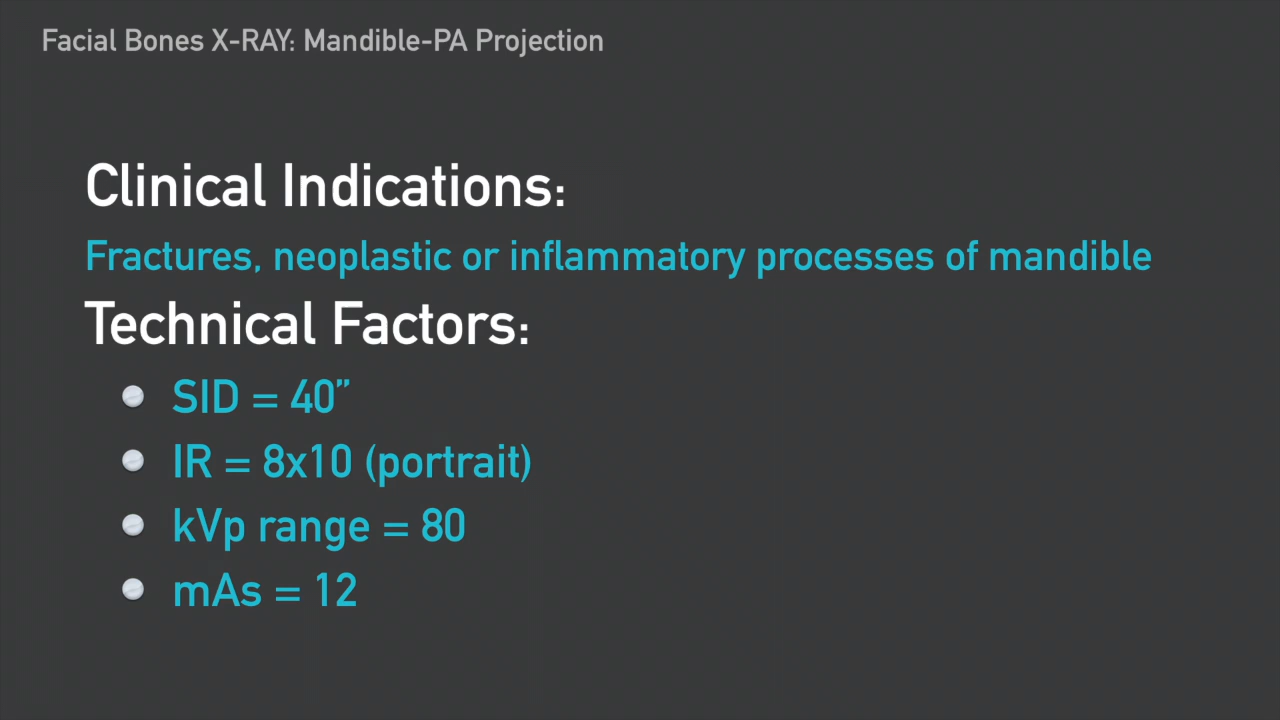 Facial Bones X-RAY: Mandible-PA Projection
Clinical Indications:
Fractures, neoplastic or inflammatory processes of mandible
Technical Factors:
SID = 40”
IR = 8x10 (portrait)
kVp range = 80
mAs = 12